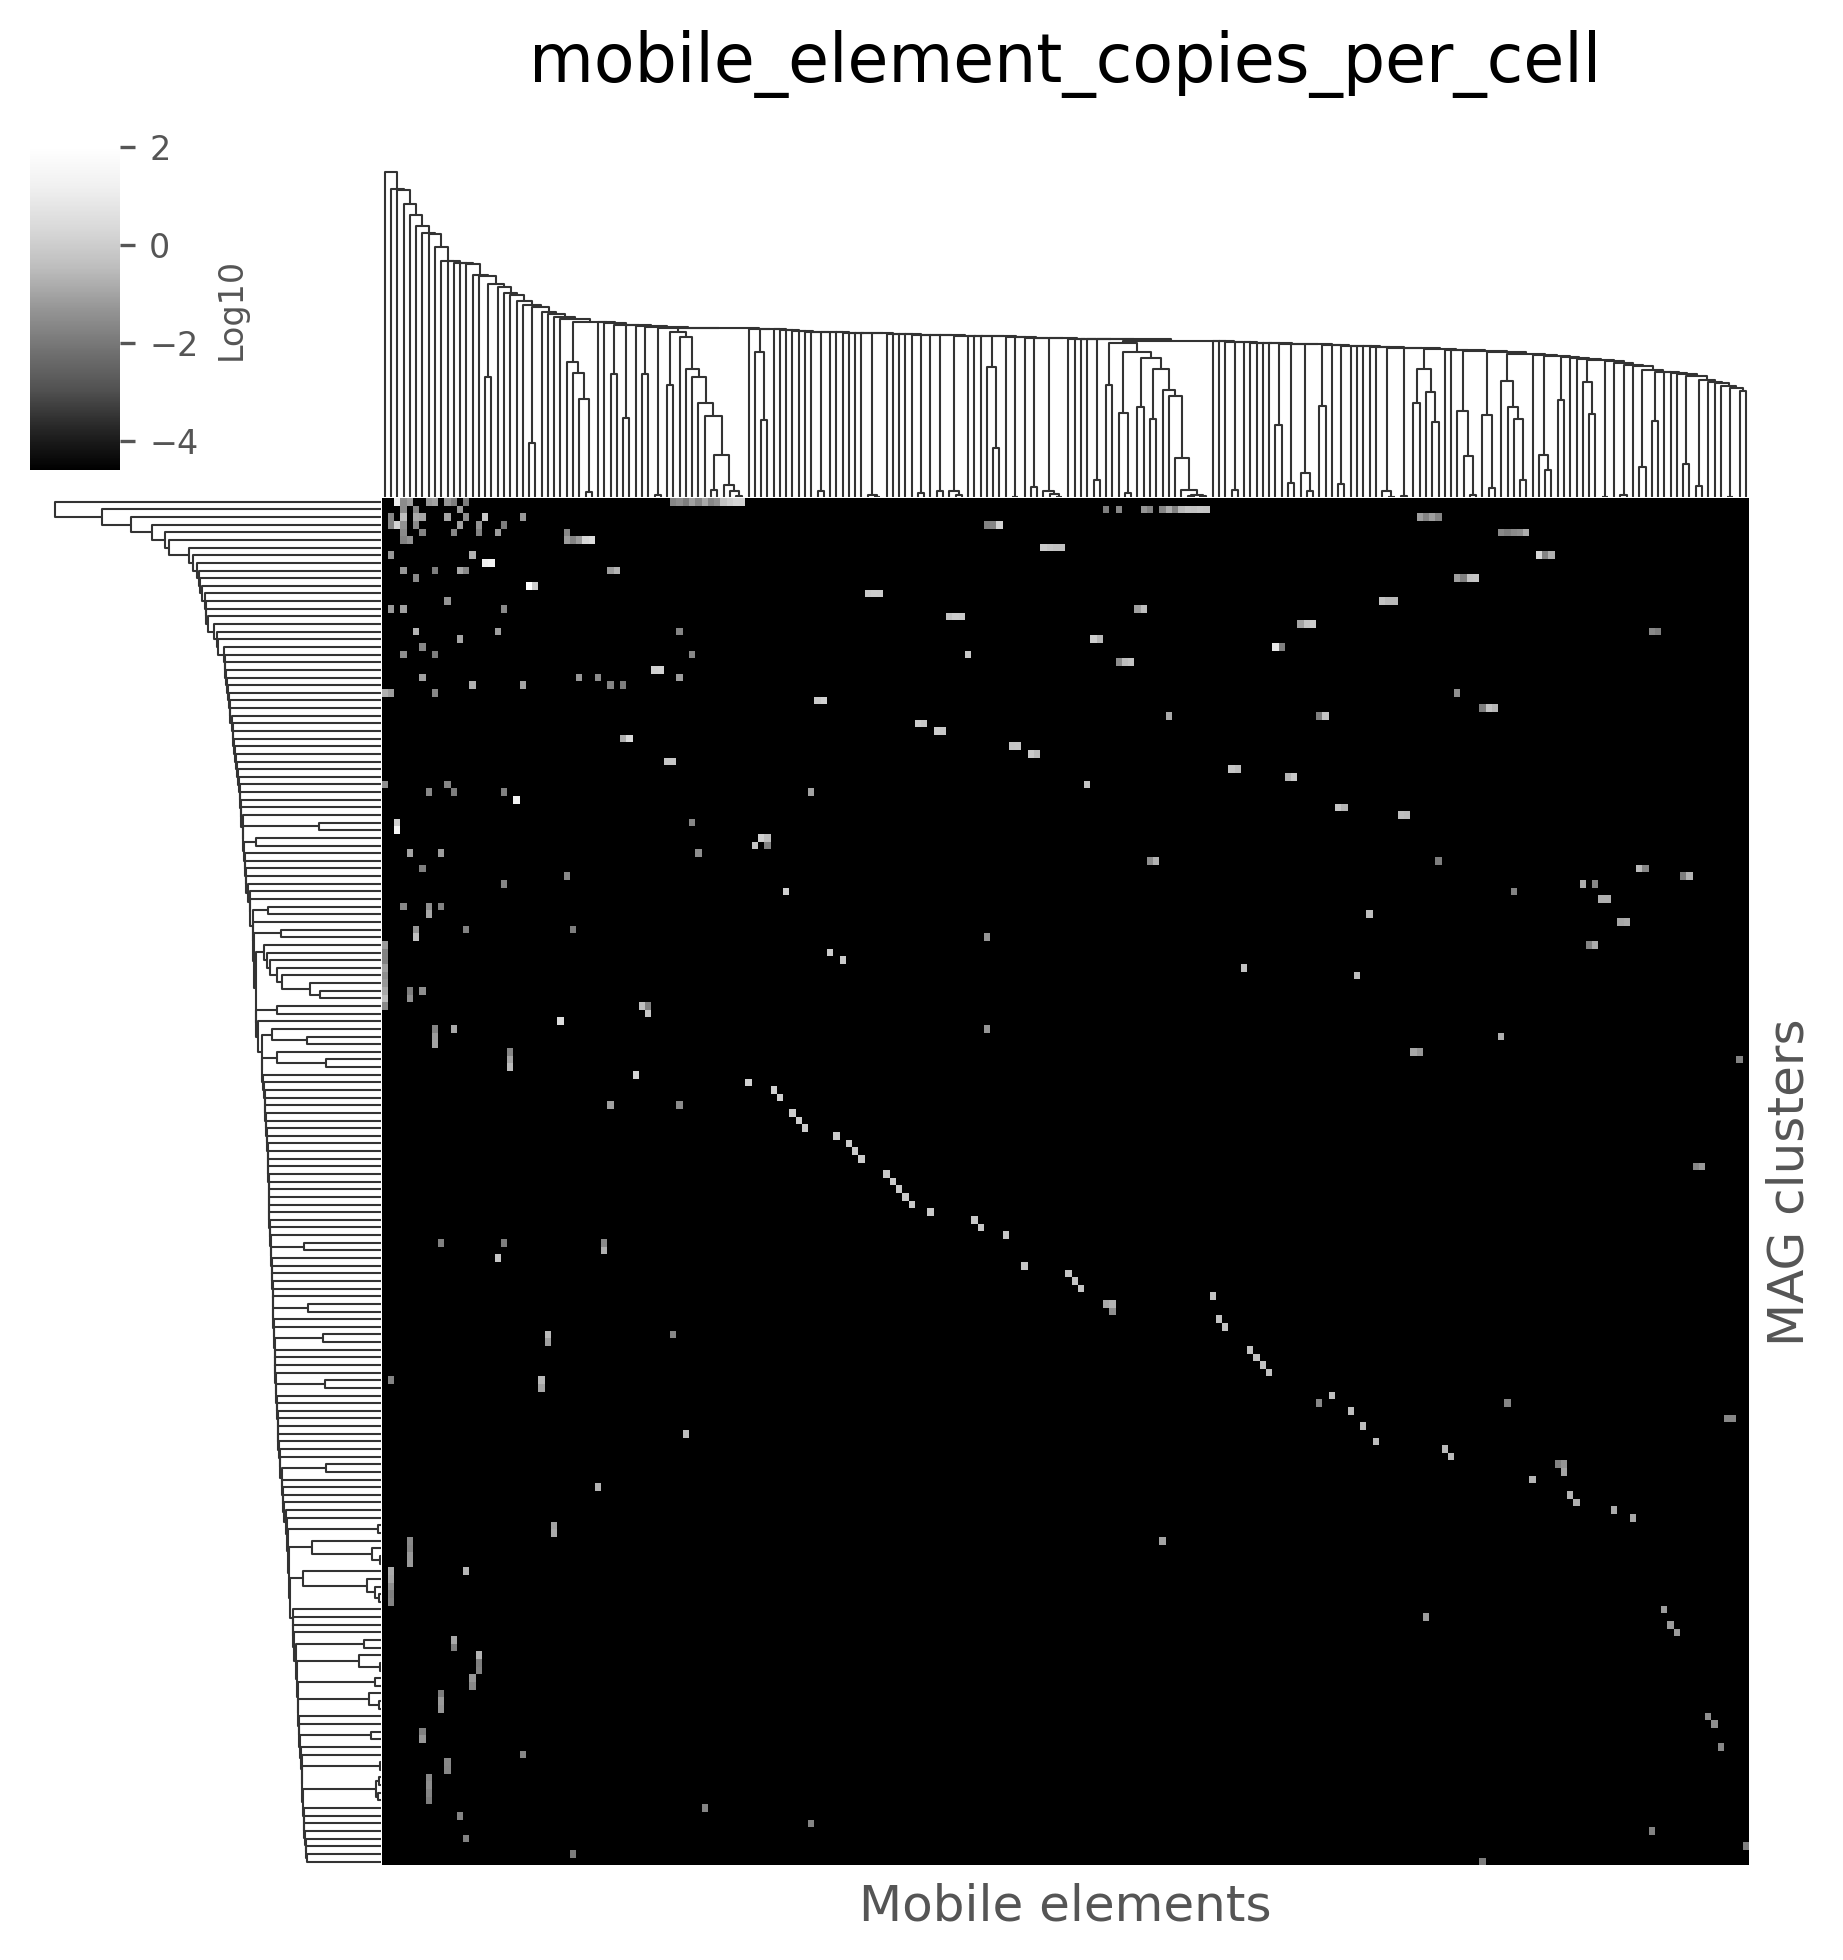 mobile_element_copies_per_cell
2
0
−2
−4
Log10
MAG clusters
Mobile elements